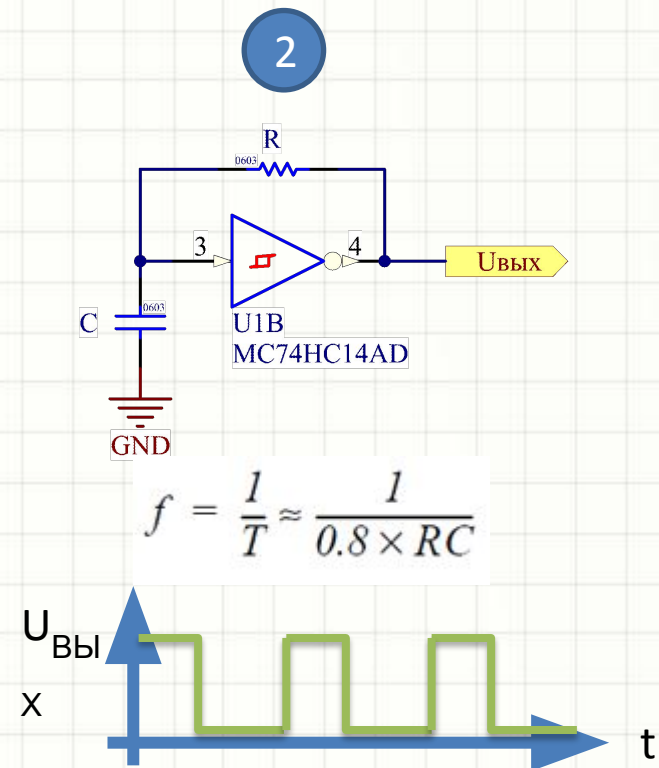 2
R
0603
3
4
Uвых
C
0603
U1B
MC74HC14AD
GND
f = 1/T ≈ 1/(0.8 × RC)
UВЫ
х
t